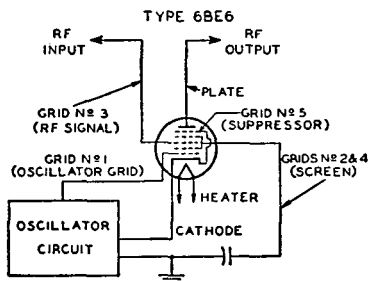 TYPE 6BE6
RF
INPUT
RF
OUTPUT
PLATE
GRID Nº 3
(RF SIGNAL)
GRID Nº 5
(SUPPRESSOR)
GRID Nº 1
(OSCILLATOR GRID)
GRIDS Nº 2 & 4
(SCREEN)
HEATER
OSCILLATOR
CIRCUIT
CATHODE